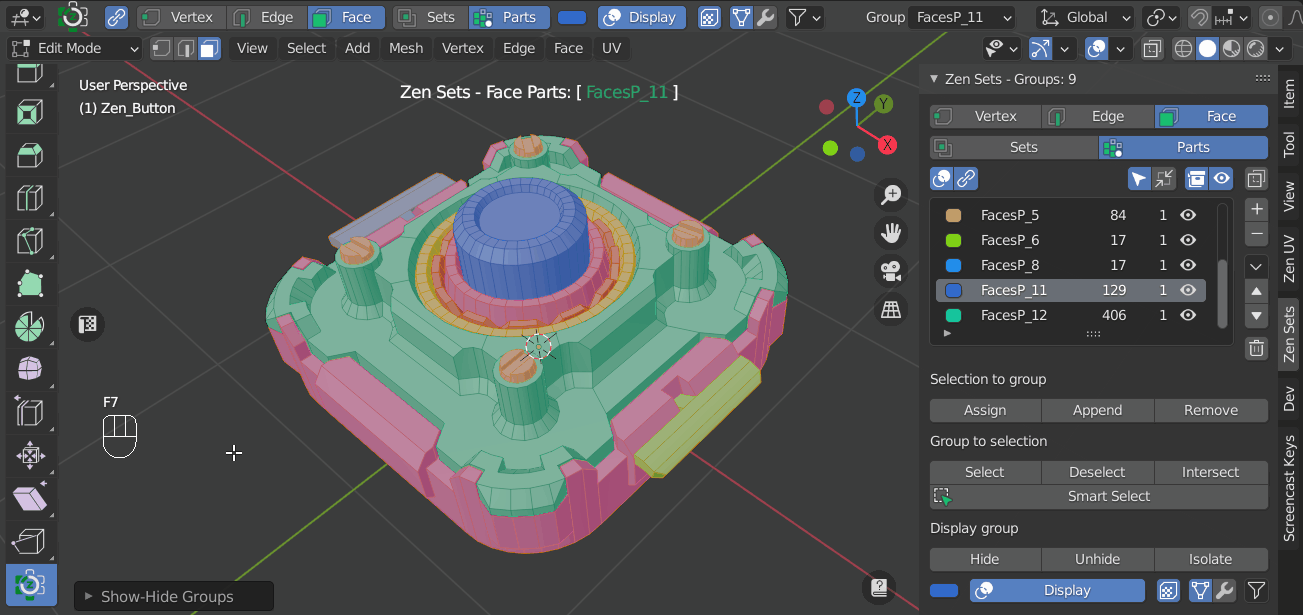 Vertex Edge Face Sets Parts Display Group FacesP_11 Global
Edit Mode View Select Add Mesh Vertex Edge Face UV
User Perspective
(1) Zen_Button
Zen Sets - Face Parts: [ FacesP_11 ]
Z
Y
X
F7
Show-Hide Groups
Zen Sets - Groups: 9
Vertex Edge Face
Sets Parts
FacesP_5 84 1
FacesP_6 17 1
FacesP_8 17 1
FacesP_11 129 1
FacesP_12 406 1
Selection to group
Assign Append Remove
Group to selection
Select Deselect Intersect
Smart Select
Display group
Hide Unhide Isolate
Display
Item
Tool
View
Zen UV
Zen Sets
Dev
Screencast Keys